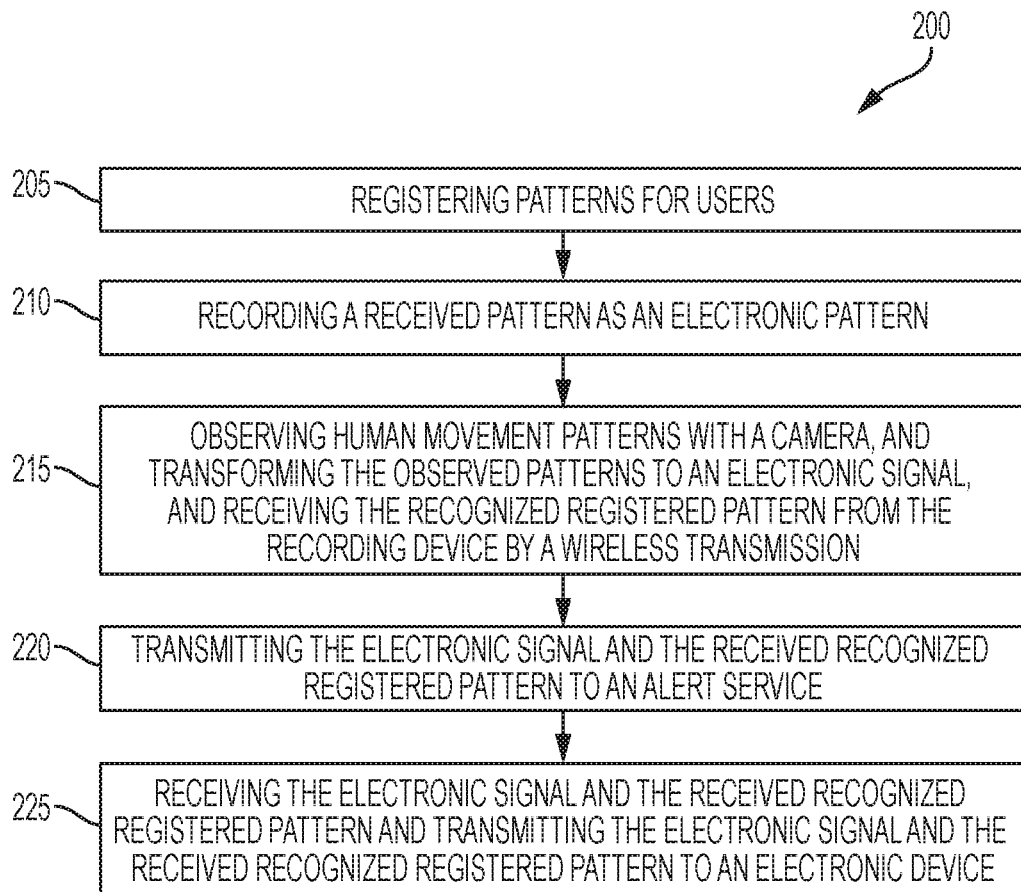 200
205
REGISTERING PATTERNS FOR USERS
210
RECORDING A RECEIVED PATTERN AS AN ELECTRONIC PATTERN
215
OBSERVING HUMAN MOVEMENT PATTERNS WITH A CAMERA, AND
TRANSFORMING THE OBSERVED PATTERNS TO AN ELECTRONIC SIGNAL,
AND RECEIVING THE RECOGNIZED REGISTERED PATTERN FROM THE
RECORDING DEVICE BY A WIRELESS TRANSMISSION
220
TRANSMITTING THE ELECTRONIC SIGNAL AND THE RECEIVED RECOGNIZED
REGISTERED PATTERN TO AN ALERT SERVICE
225
RECEIVING THE ELECTRONIC SIGNAL AND THE RECEIVED RECOGNIZED
REGISTERED PATTERN AND TRANSMITTING THE ELECTRONIC SIGNAL AND THE
RECEIVED RECOGNIZED REGISTERED PATTERN TO AN ELECTRONIC DEVICE